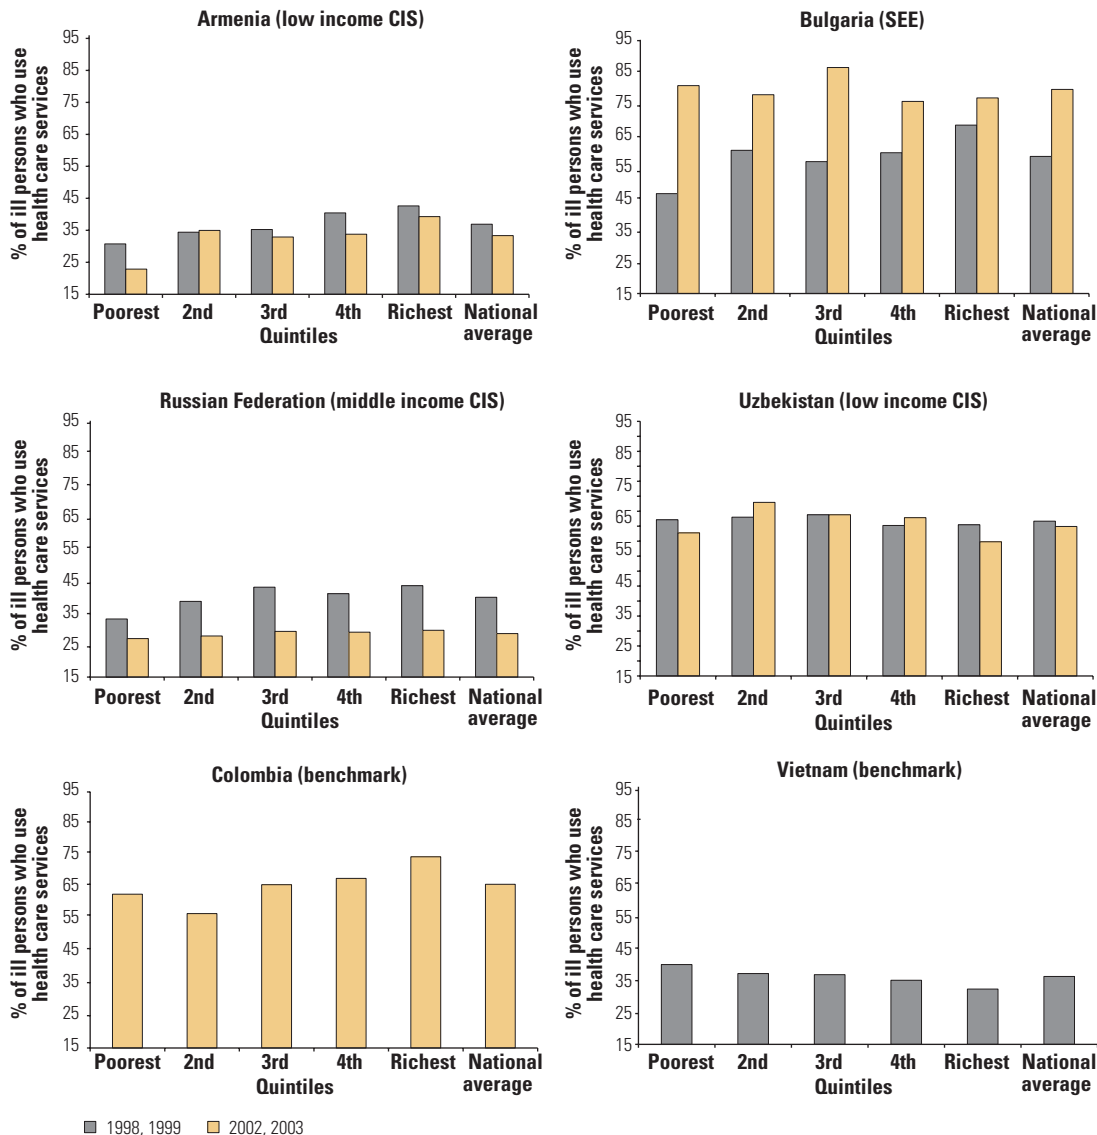 Armenia (low income CIS)
% of ill persons who use
health care services
95
85
75
65
55
45
35
25
15
Poorest 2nd 3rd 4th Richest National
average
Quintiles
Bulgaria (SEE)
% of ill persons who use
health care services
95
85
75
65
55
45
35
25
15
Poorest 2nd 3rd 4th Richest National
average
Quintiles
Russian Federation (middle income CIS)
% of ill persons who use
health care services
95
85
75
65
55
45
35
25
15
Poorest 2nd 3rd 4th Richest National
average
Quintiles
Uzbekistan (low income CIS)
% of ill persons who use
health care services
95
85
75
65
55
45
35
25
15
Poorest 2nd 3rd 4th Richest National
average
Quintiles
Colombia (benchmark)
% of ill persons who use
health care services
95
85
75
65
55
45
35
25
15
Poorest 2nd 3rd 4th Richest National
average
Quintiles
Vietnam (benchmark)
% of ill persons who use
health care services
95
85
75
65
55
45
35
25
15
Poorest 2nd 3rd 4th Richest National
average
Quintiles
1998, 1999 2002, 2003